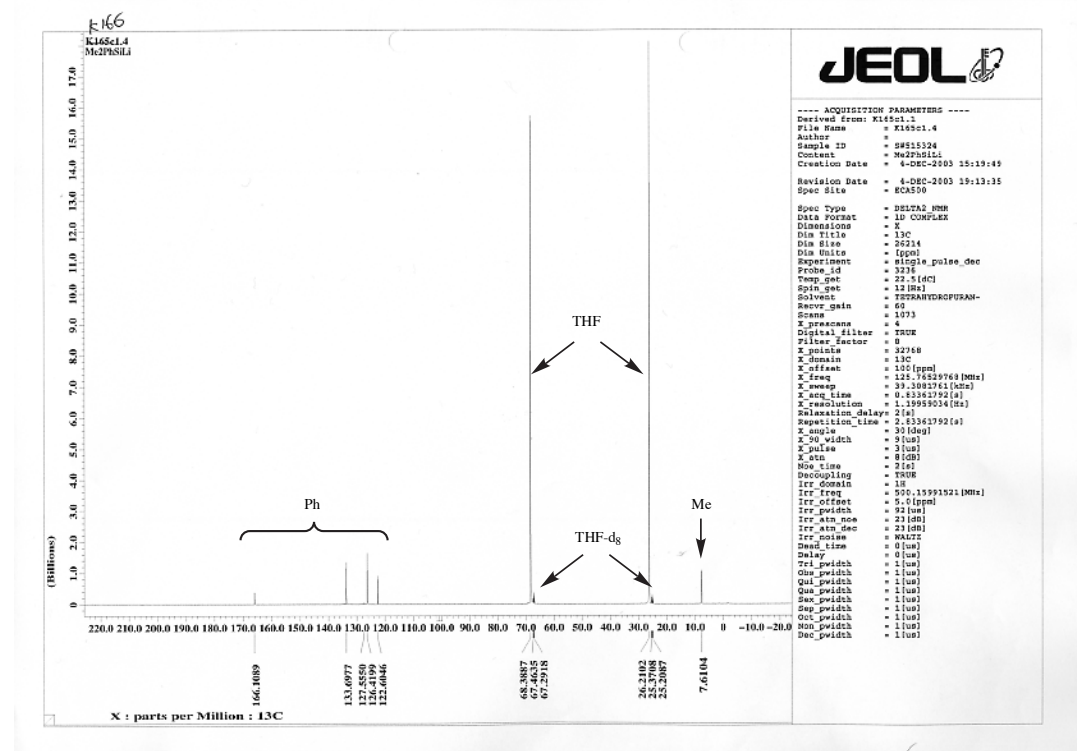 K166
K165c1.4
Me2PhSiLi
JEOL
---- ACQUISITION PARAMETERS ----
Derived from: K165c1.1
File Name = K165c1.4
Author =
Sample ID = S#515324
Content = Me2PhSiLi
Creation Date = 4-DEC-2003 15:19:49
Revision Date = 4-DEC-2003 19:13:35
Spec Site = ECA500
Spec Type = DELTA2_NMR
Data Format = 1D COMPLEX
Dimensions = X
Dim Title = 13C
Dim Size = 26214
Dim Units = [ppm]
Experiment = single_pulse_dec
Probe_id = 3236
Temp_get = 22.5[dC]
Spin_get = 12[Hz]
Solvent = TETRAHYDROFURAN-
Recvr_gain = 60
Scans = 1073
X_prescans = 4
Digital_filter = TRUE
Filter_factor = 8
X_points = 32768
X_domain = 13C
X_offset = 100[ppm]
X_freq = 125.76529768[MHz]
X_sweep = 39.3081761[kHz]
X_acq_time = 0.83361792[s]
X_resolution = 1.19959034[Hz]
Relaxation_delay= 2[s]
Repetition_time = 2.83361792[s]
X_angle = 30[deg]
X_90_width = 9[us]
X_pulse = 3[us]
X_atn = 8[dB]
Noe_time = 2[s]
Decoupling = TRUE
Irr_domain = 1H
Irr_freq = 500.15991521[MHz]
Irr_offset = 5.0[ppm]
Irr_pwidth = 92[us]
Irr_atn_noe = 23[dB]
Irr_atn_dec = 23[dB]
Irr_noise = WALTZ
Dead_time = 0[us]
Delay = 0[us]
Tri_pwidth = 1[us]
Obs_pwidth = 1[us]
Qui_pwidth = 1[us]
Qua_pwidth = 1[us]
Sex_pwidth = 1[us]
Sep_pwidth = 1[us]
Oct_pwidth = 1[us]
Non_pwidth = 1[us]
Dec_pwidth = 1[us]
17.0
16.0
15.0
14.0
13.0
12.0
11.0
10.0
9.0
8.0
7.0
6.0
5.0
4.0
3.0
2.0
1.0
0
(Billions)
THF
Ph
Me
THF-d8
220.0 210.0 200.0 190.0 180.0 170.0 160.0 150.0 140.0 130.0 120.0 110.0 100.0 90.0 80.0 70.0 60.0 50.0 40.0 30.0 20.0 10.0 0 -10.0 -20.0
166.1089
133.6977
127.5550
126.4199
122.6046
68.3887
67.4635
67.2918
26.2102
25.3708
25.2087
7.6104
X : parts per Million : 13C